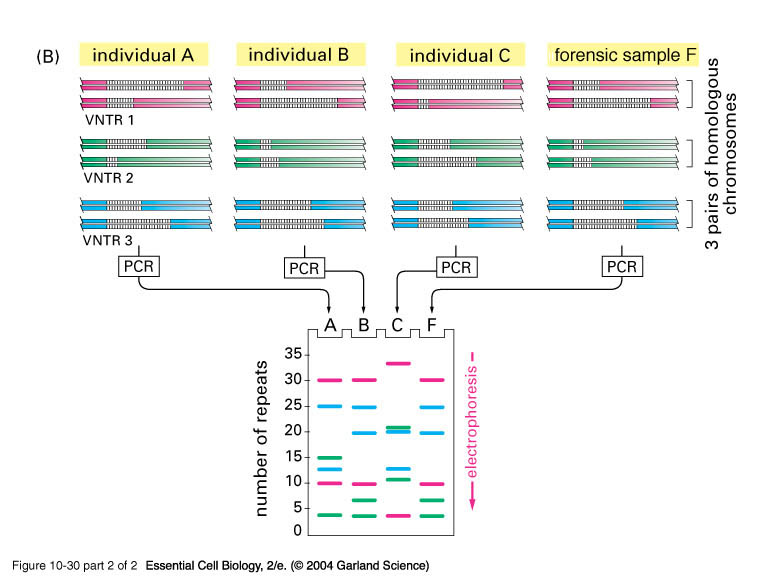 (B)
individual A
individual B
individual C
forensic sample F
VNTR 1
VNTR 2
VNTR 3
3 pairs of homologous
chromosomes
PCR
PCR
PCR
PCR
A
B
C
F
number of repeats
35
30
25
20
15
10
5
0
electrophoresis
Figure 10-30 part 2 of 2 Essential Cell Biology, 2/e. (© 2004 Garland Science)